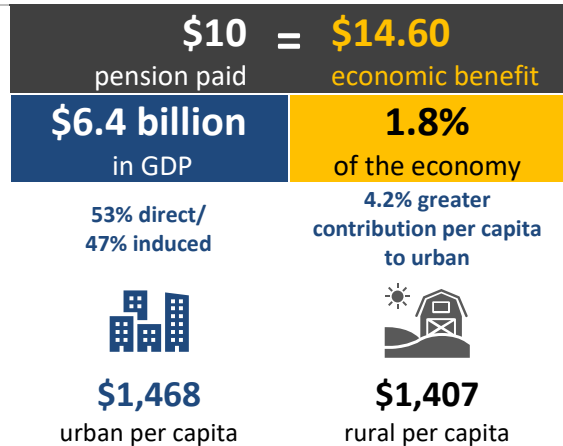 $10 = $14.60
pension paid economic benefit
$6.4 billion
in GDP
1.8%
of the economy
53% direct/
47% induced
4.2% greater
contribution per capita
to urban
$1,468
urban per capita
$1,407
rural per capita